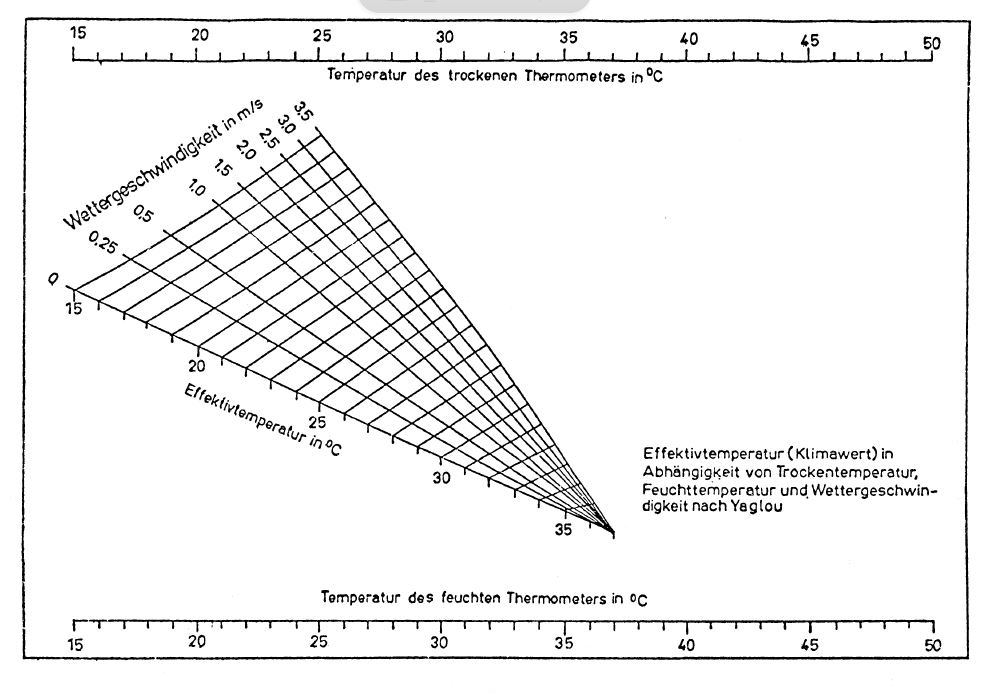 15 20 25 30 35 40 45 50
Temperatur des trockenen Thermometers in °C
Wettergeschwindigkeit in m/s
0 0,25 0,5 1,0 1,5 2,0 2,5 3,0 3,5
15 20 25 30 35
Effektivtemperatur in °C
Effektivtemperatur (Klimawert) in
Abhängigkeit von Trockentemperatur,
Feuchttemperatur und Wettergeschwin-
digkeit nach Yaglou
Temperatur des feuchten Thermometers in °C
15 20 25 30 35 40 45 50